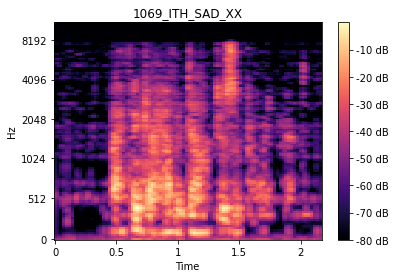 1069_ITH_SAD_XX
8192
4096
2048
1024
512
0
Hz
0
0.5
1
1.5
2
Time
-10 dB
-20 dB
-30 dB
-40 dB
-50 dB
-60 dB
-70 dB
-80 dB